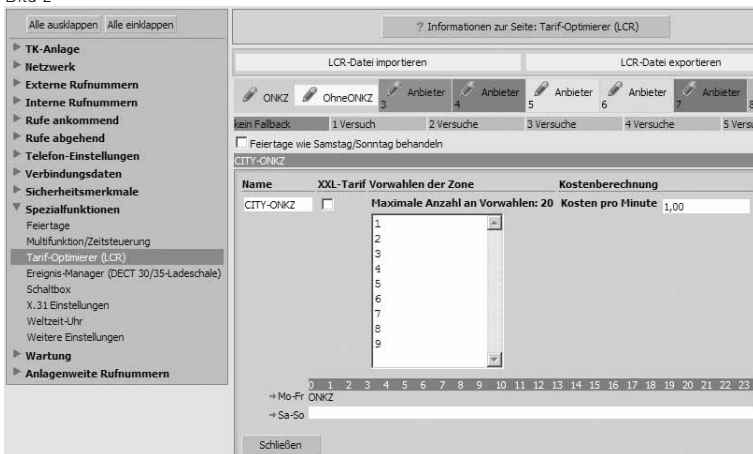 Alle ausklappen Alle einklappen
TK-Anlage
Netzwerk
Externe Rufnummern
Interne Rufnummern
Rufe ankommend
Rufe abgehend
Telefon-Einstellungen
Verbindungsdaten
Sicherheitsmerkmale
Spezialfunktionen
Feiertage
Multifunktion/Zeitsteuerung
Tarif-Optimierer (LCR)
Ereignis-Manager (DECT 30/35-Ladeschale)
Schaltbox
X.31 Einstellungen
Weltzeit-Uhr
Weitere Einstellungen
Wartung
Anlagenweite Rufnummern
? Informationen zur Seite: Tarif-Optimierer (LCR)
LCR-Datei importieren LCR-Datei exportieren
ONKZ OhneONKZ Anbieter 3 Anbieter 4 Anbieter 5 Anbieter 6 Anbieter 7 8
kein Fallback 1 Versuch 2 Versuche 3 Versuche 4 Versuche 5 Versu
Feiertage wie Samstag/Sonntag behandeln
CITY-ONKZ
Name XXL-Tarif Vorwahlen der Zone Kostenberechnung
CITY-ONKZ Maximale Anzahl an Vorwahlen: 20 Kosten pro Minute 1,00
1
2
3
4
5
6
7
8
9
0 1 2 3 4 5 6 7 8 9 10 11 12 13 14 15 16 17 18 19 20 21 22 23
→ Mo-Fr ONKZ
→ Sa-So
Schließen